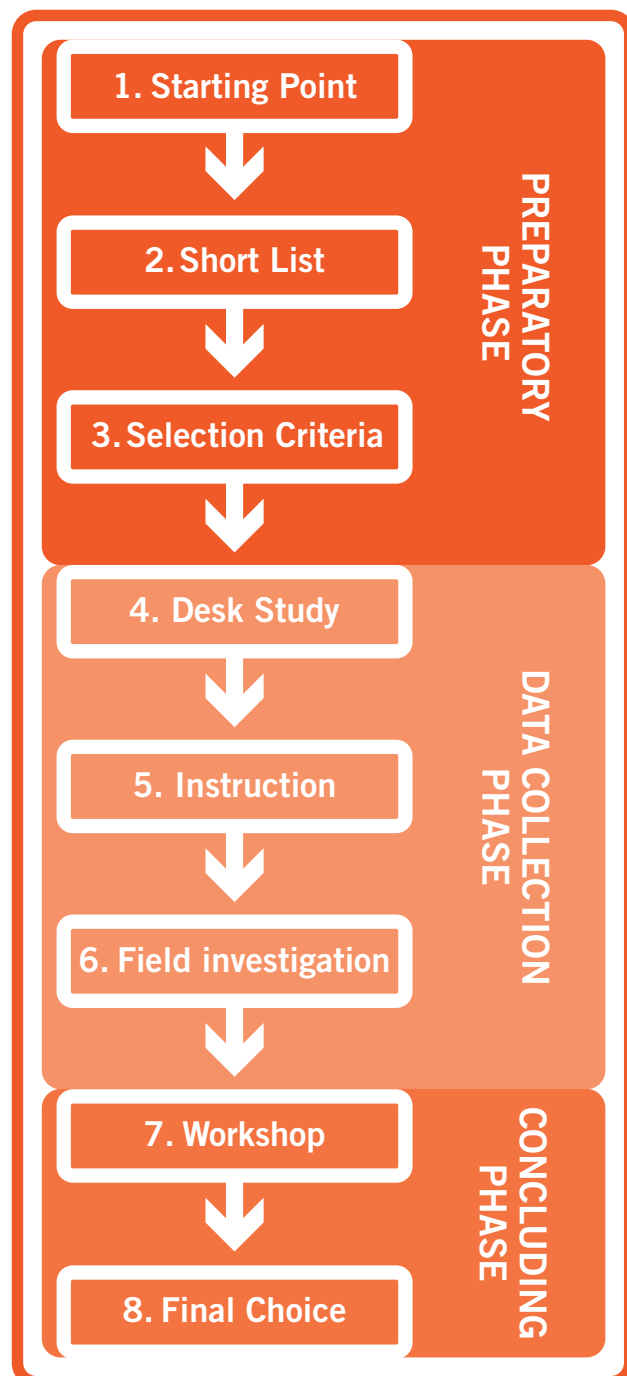 1. Starting Point
2. Short List
3. Selection Criteria
PREPARATORY
PHASE
4. Desk Study
5. Instruction
6. Field investigation
DATA COLLECTION
PHASE
7. Workshop
8. Final Choice
CONCLUDING
PHASE